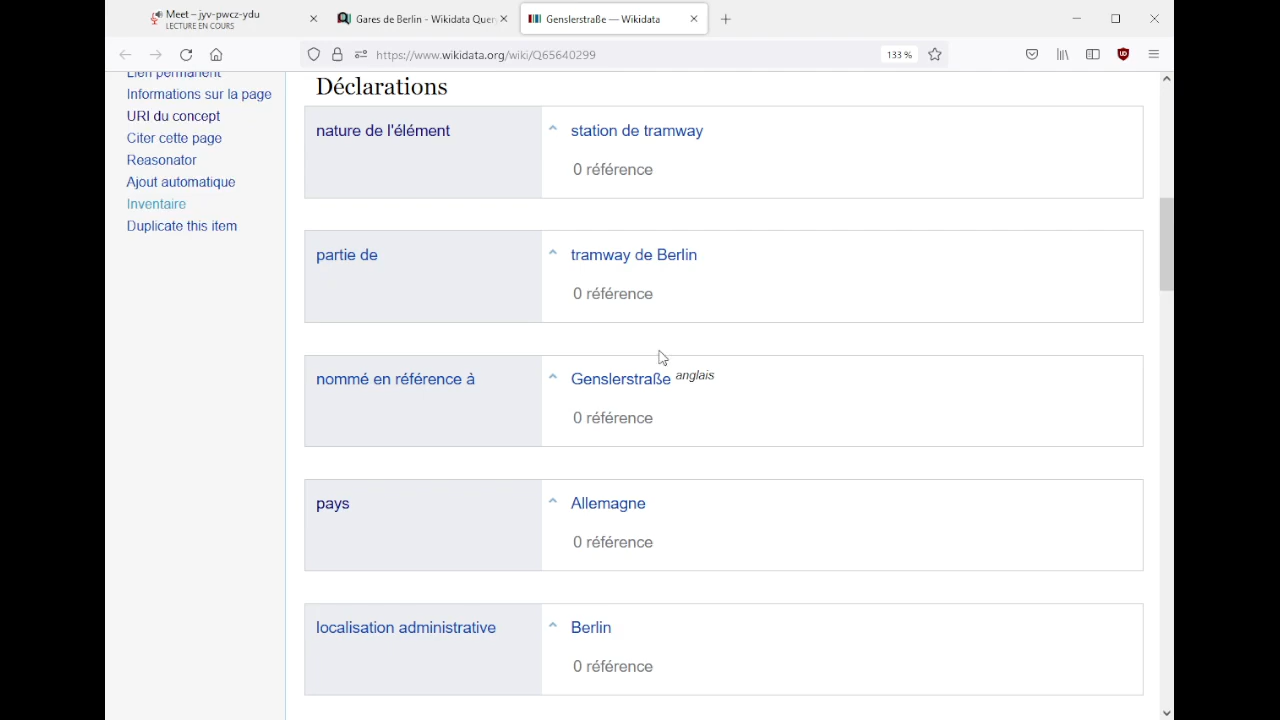 Meet – jyv-pwcz-ydu
LECTURE EN COURS
Gares de Berlin - Wikidata Quer
Genslerstraße — Wikidata
https://www.wikidata.org/wiki/Q65640299
133 %
Lien permanent
Informations sur la page
URI du concept
Citer cette page
Reasonator
Ajout automatique
Inventaire
Duplicate this item
Déclarations
nature de l'élément
station de tramway
0 référence
partie de
tramway de Berlin
0 référence
nommé en référence à
Genslerstraße anglais
0 référence
pays
Allemagne
0 référence
localisation administrative
Berlin
0 référence